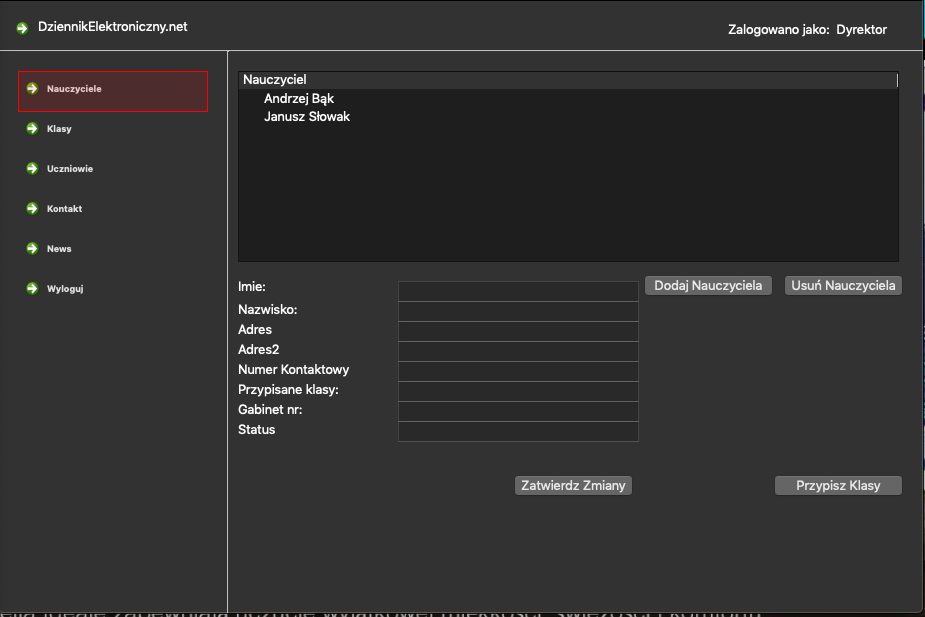 DziennikElektroniczny.net
Zalogowano jako: Dyrektor
Nauczyciele
Klasy
Uczniowie
Kontakt
News
Wyloguj
Nauczyciel
Andrzej Bąk
Janusz Słowak
Imie:
Dodaj Nauczyciela
Usuń Nauczyciela
Nazwisko:
Adres
Adres2
Numer Kontaktowy
Przypisane klasy:
Gabinet nr:
Status
Zatwierdz Zmiany
Przypisz Klasy